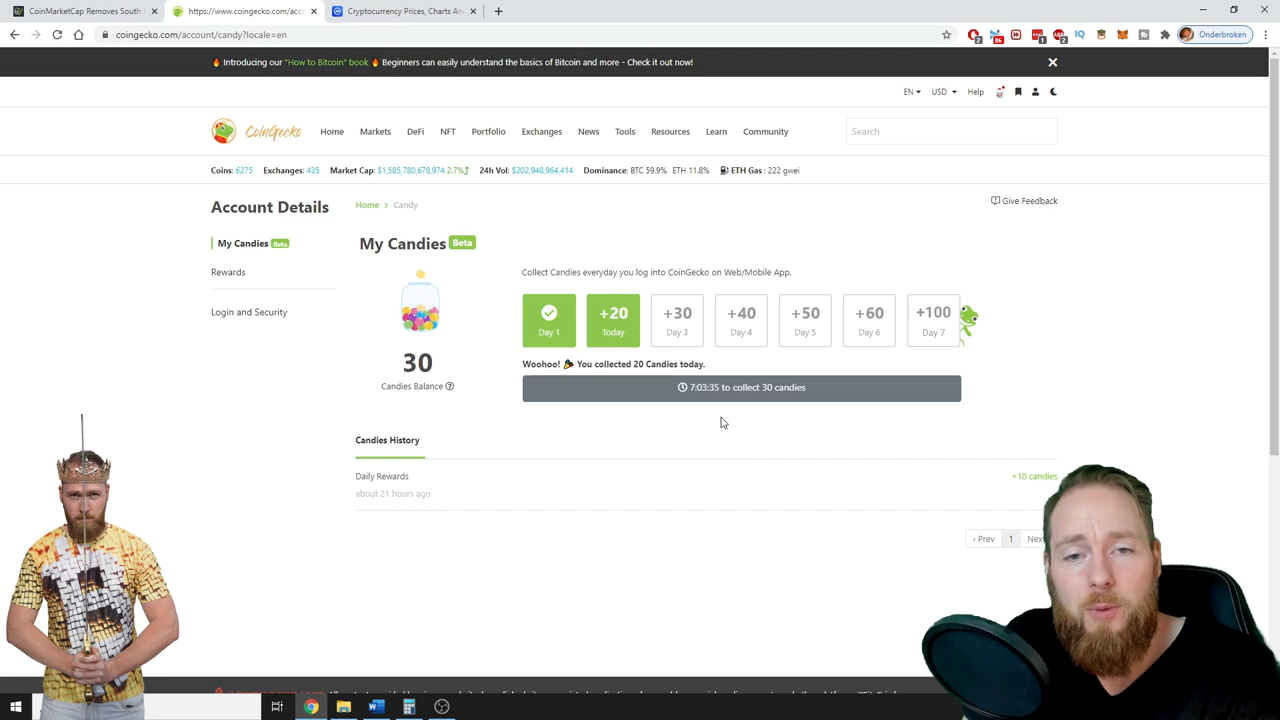 CoinMarketCap Removes South
https://www.coingecko.com/acco
Cryptocurrency Prices, Charts An
coingecko.com/account/candy?locale=en
2
86
1
2
IQ
Onderbroken
Introducing our "How to Bitcoin" book
Beginners can easily understand the basics of Bitcoin and more - Check it out now!
EN
USD
Help
CoinGecko
Home
Markets
DeFi
NFT
Portfolio
Exchanges
News
Tools
Resources
Learn
Community
Search
Coins: 6275
Exchanges: 435
Market Cap: $1,585,780,678,974 2.7%
24h Vol: $202,948,964,414
Dominance: BTC 59.9% ETH 11.8%
ETH Gas : 222 gwei
Account Details
Home > Candy
Give Feedback
My Candies Beta
Rewards
Login and Security
My Candies Beta
30
Candies Balance
Collect Candies everyday you log into CoinGecko on Web/Mobile App.
Day 1
+20
Today
+30
Day 3
+40
Day 4
+50
Day 5
+60
Day 6
+100
Day 7
Woohoo! You collected 20 Candies today.
7:03:35 to collect 30 candies
Candies History
Daily Rewards
+10 candies
about 21 hours ago
‹ Prev
1
Next